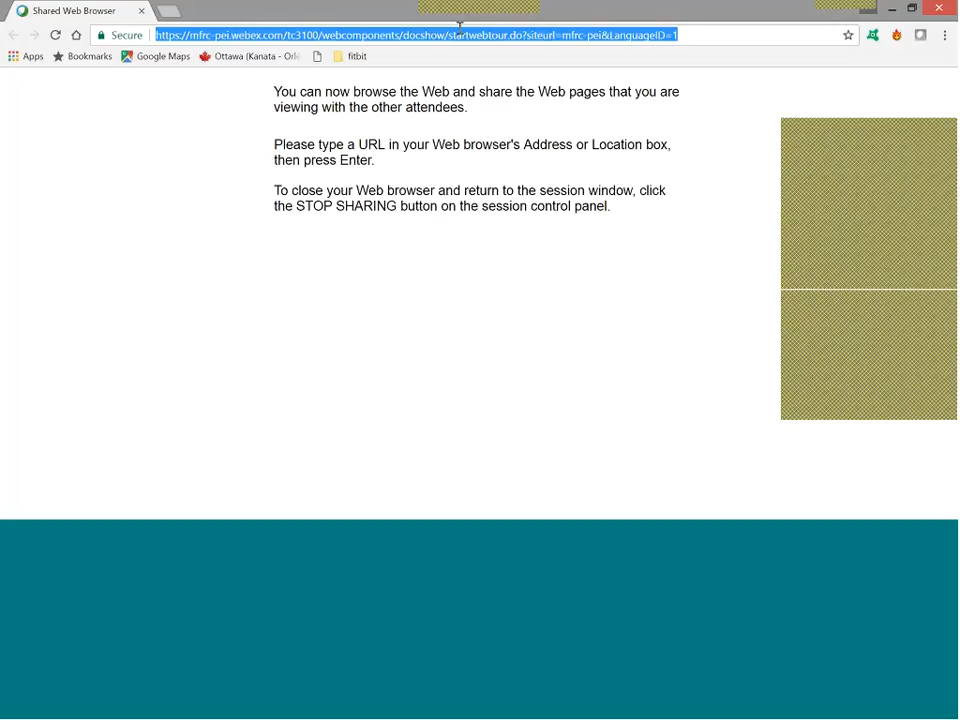 Shared Web Browser
Secure
https://mfrc-pei.webex.com/tc3100/webcomponents/docshow/startwebtour.do?siteurl=mfrc-pei&LanguageID=1
Apps Bookmarks Google Maps Ottawa (Kanata - Orlé fitbit
You can now browse the Web and share the Web pages that you are
viewing with the other attendees.
Please type a URL in your Web browser's Address or Location box,
then press Enter.
To close your Web browser and return to the session window, click
the STOP SHARING button on the session control panel.